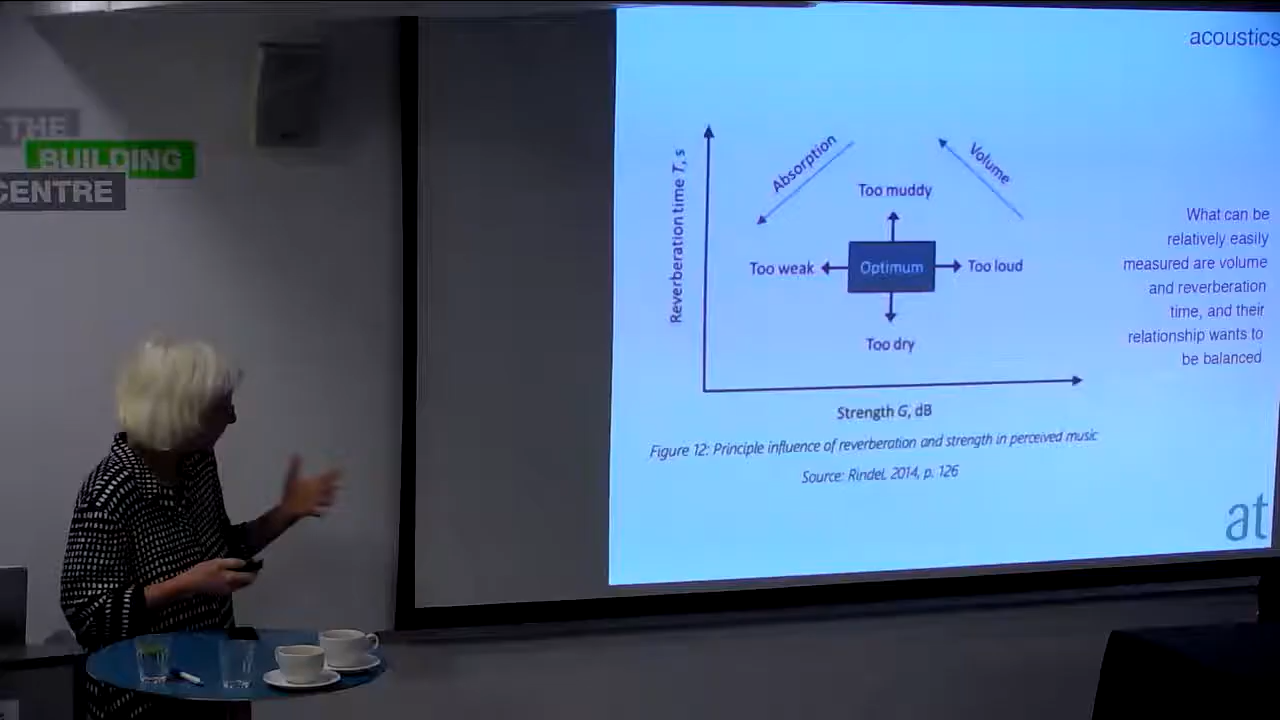 THE
BUILDING
CENTRE
acoustics
Reverberation time T, s
Absorption
Volume
Too muddy
Too weak
Optimum
Too loud
Too dry
Strength G, dB
Figure 12: Principle influence of reverberation and strength in perceived music
Source: Rindel, 2014, p. 126
What can be
relatively easily
measured are volume
and reverberation
time, and their
relationship wants to
be balanced
at